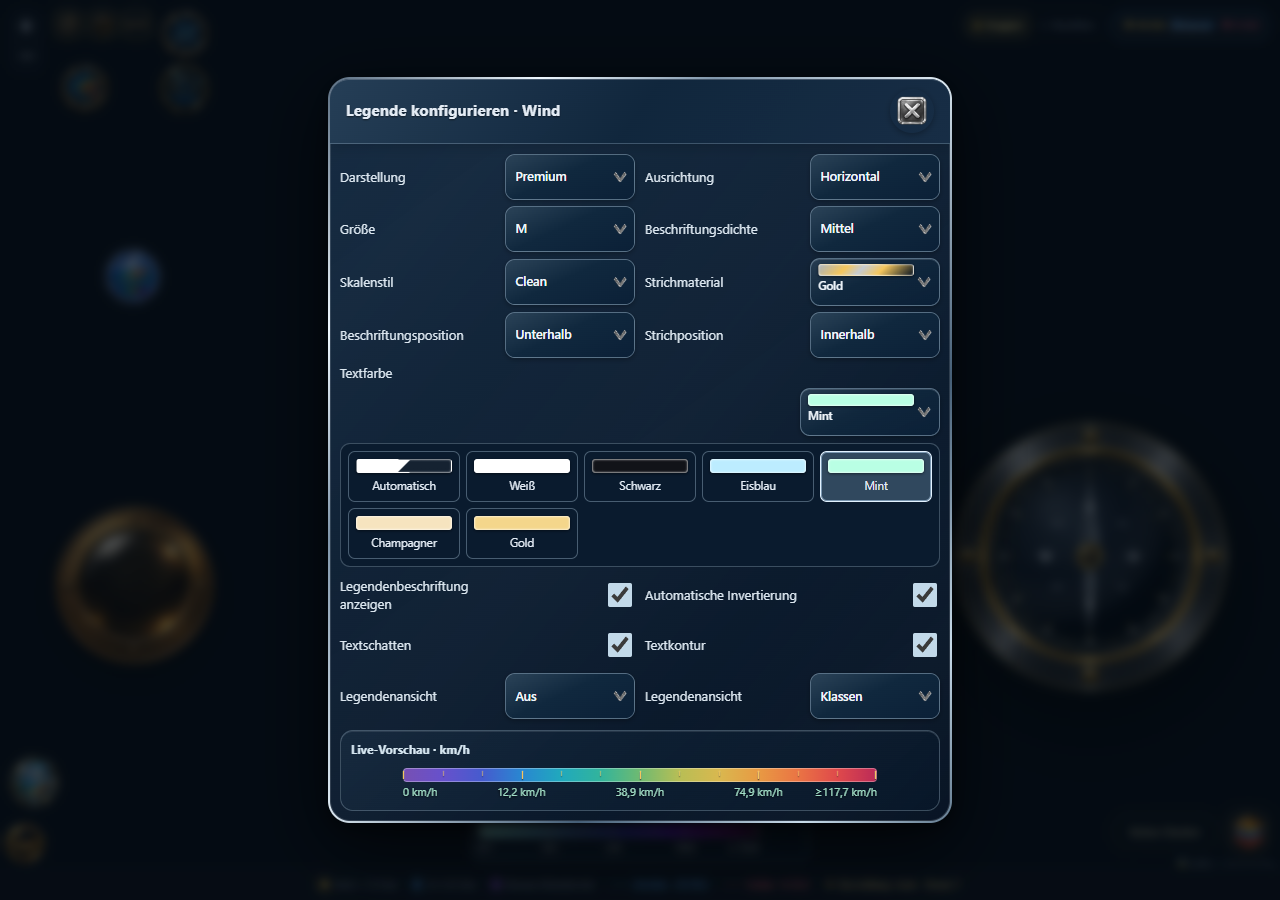 Legende konfigurieren · Wind
Darstellung Premium Ausrichtung Horizontal
Größe M Beschriftungsdichte Mittel
Skalenstil Clean Strichmaterial Gold
Beschriftungsposition Unterhalb Strichposition Innerhalb
Textfarbe
Mint
Automatisch Weiß Schwarz Eisblau Mint
Champagner Gold
Legendenbeschriftung
anzeigen
Automatische Invertierung
Textschatten Textkontur
Legendenansicht Aus Legendenansicht Klassen
Live-Vorschau · km/h
0 km/h 12,2 km/h 38,9 km/h 74,9 km/h ≥117,7 km/h